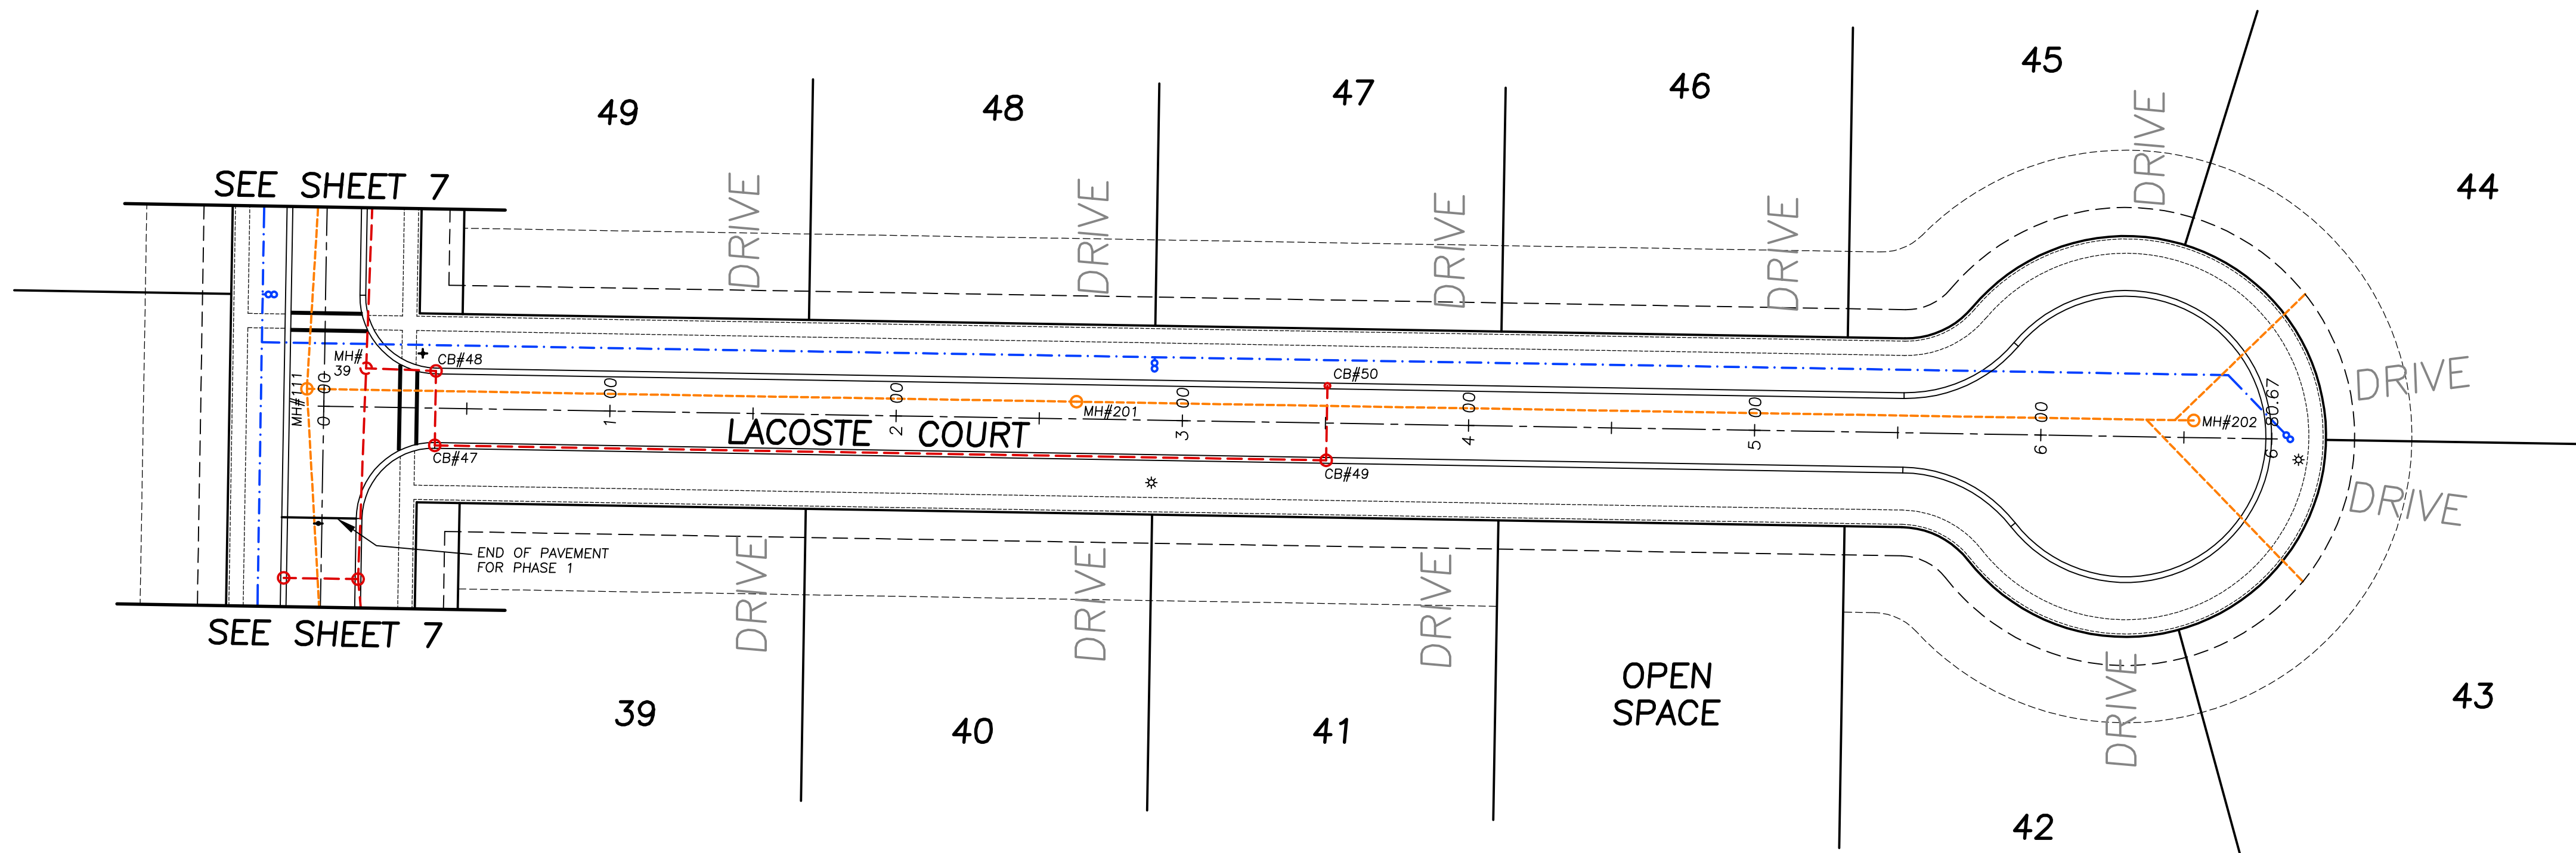 45
49
48
47
46
44
SEE SHEET 7
DRIVE
DRIVE
DRIVE
DRIVE
DRIVE
MH#
39
CB#48
MH#111
CB#50
0 00
1 00
2 00
3 00
4 00
5 00
6 00
6 80.67
MH#201
MH#202
LACOSTE COURT
CB#47
CB#49
DRIVE
DRIVE
END OF PAVEMENT
FOR PHASE 1
SEE SHEET 7
DRIVE
DRIVE
DRIVE
DRIVE
39
40
41
OPEN
SPACE
43
42